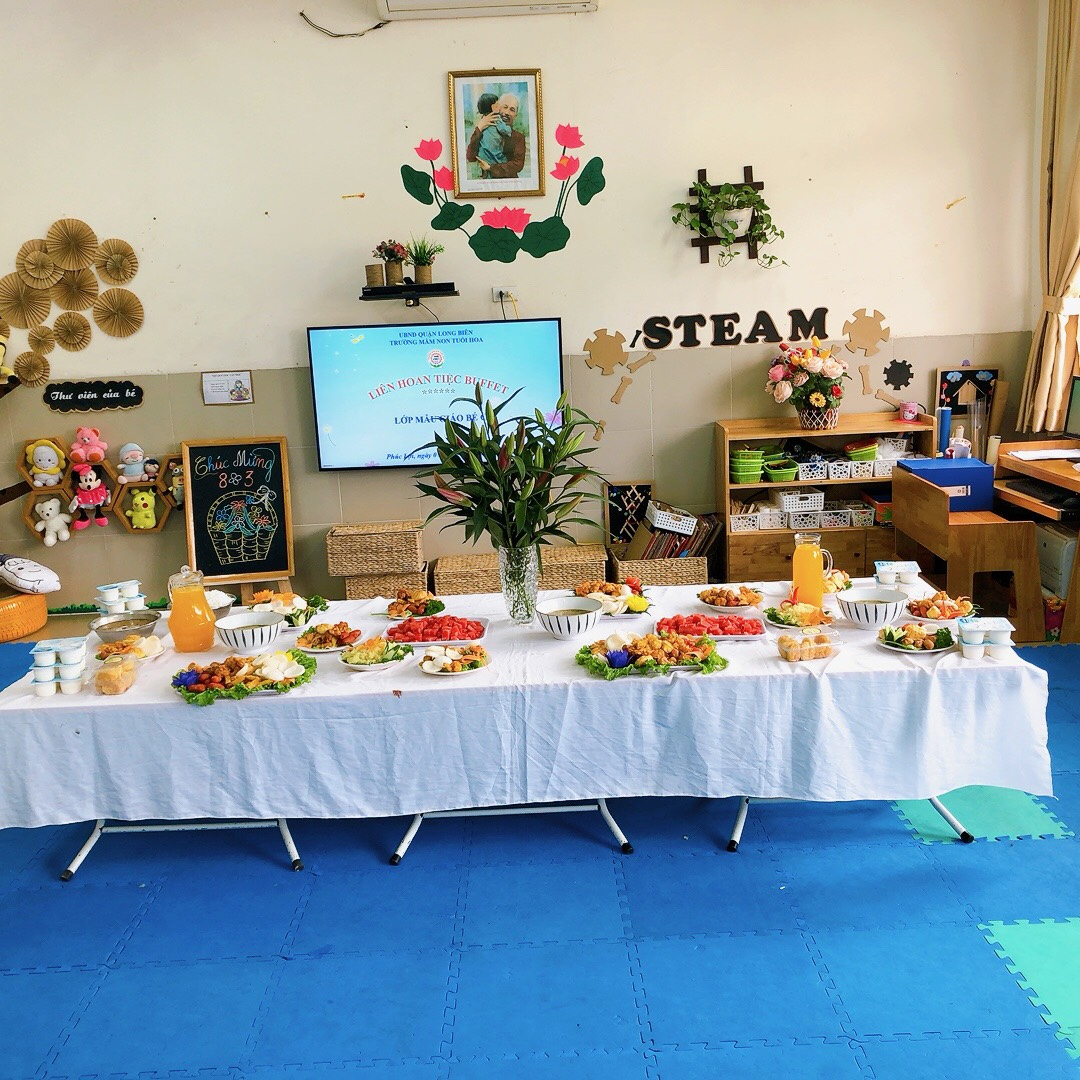 UBND QUẬN LONG BIÊN
TRƯỜNG MẦM NON TUỔI HOA
LIÊN HOAN TIỆC BUFFET
******
LỚP MẪU GIÁO BÉ
Phúc Lợi, ngày
STEAM
Thư viện của bé
Chúc Mừng
8 3